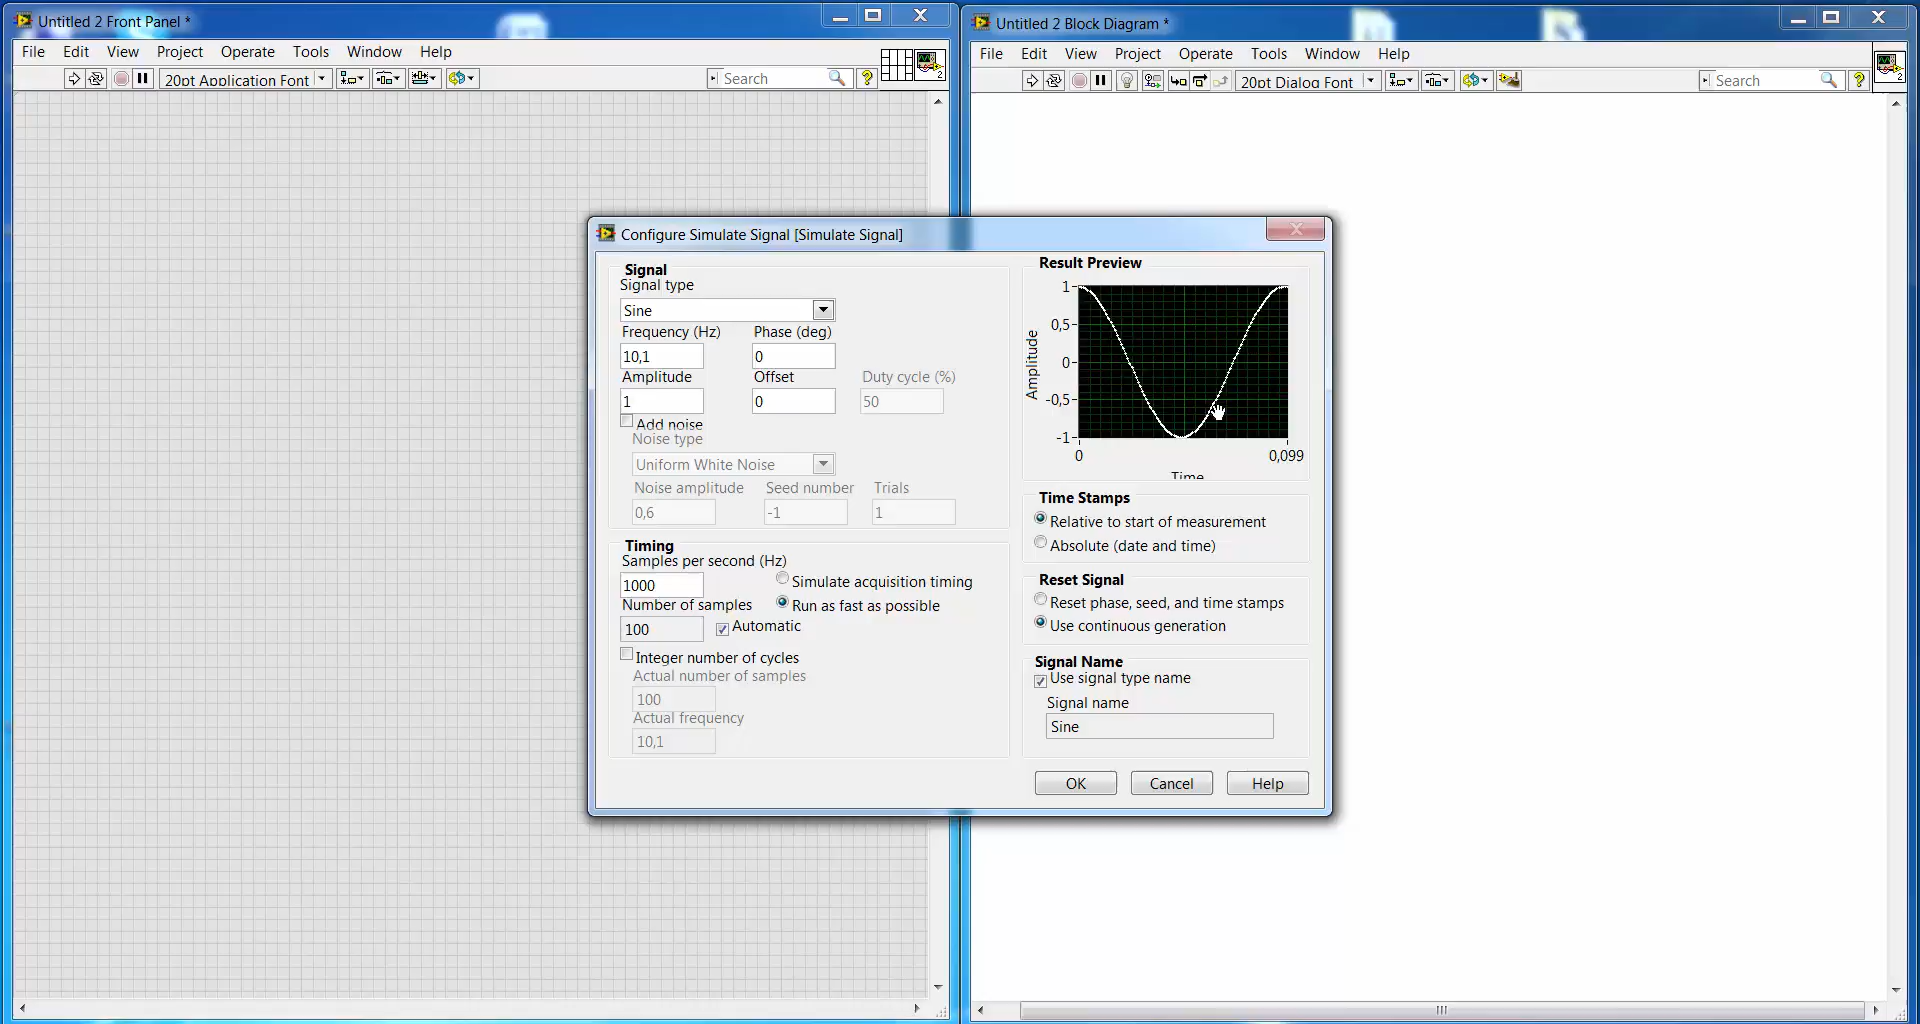 Untitled 2 Front Panel *
File Edit View Project Operate Tools Window Help
20pt Application Font
Search
?
2
Untitled 2 Block Diagram *
File Edit View Project Operate Tools Window Help
20pt Dialog Font
Search
?
2
Configure Simulate Signal [Simulate Signal]
Signal
Signal type
Sine
Frequency (Hz) Phase (deg)
10,1 0
Amplitude Offset Duty cycle (%)
1 0 50
Add noise
Noise type
Uniform White Noise
Noise amplitude Seed number Trials
0,6 -1 1
Timing
Samples per second (Hz)
1000
Simulate acquisition timing
Number of samples
Run as fast as possible
100
Automatic
Integer number of cycles
Actual number of samples
100
Actual frequency
10,1
Result Preview
1
0,5
0
-0,5
-1
Amplitude
0 0,099
Time
Time Stamps
Relative to start of measurement
Absolute (date and time)
Reset Signal
Reset phase, seed, and time stamps
Use continuous generation
Signal Name
Use signal type name
Signal name
Sine
OK Cancel Help